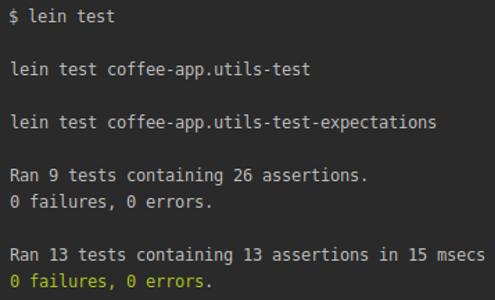 $ lein test
lein test coffee-app.utils-test
lein test coffee-app.utils-test-expectations
Ran 9 tests containing 26 assertions.
0 failures, 0 errors.
Ran 13 tests containing 13 assertions in 15 msecs
0 failures, 0 errors.